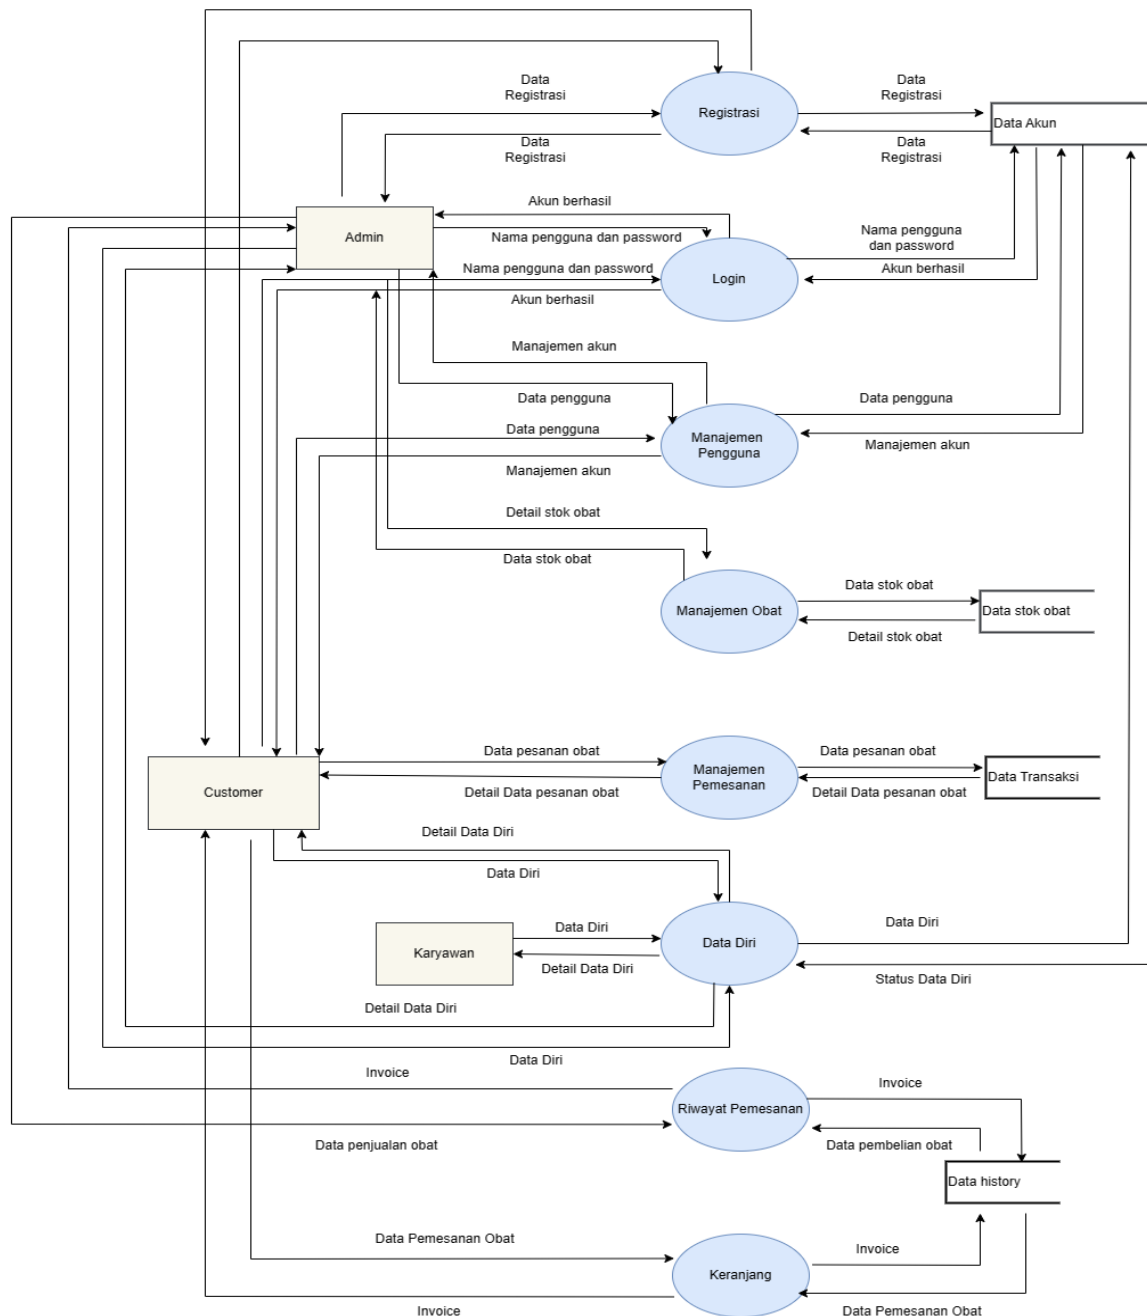 Data
Registrasi
Data
Registrasi
Registrasi
Data Akun
Data
Registrasi
Data
Registrasi
Akun berhasil
Admin
Nama pengguna dan password
Nama pengguna
dan password
Nama pengguna dan password
Login
Akun berhasil
Akun berhasil
Manajemen akun
Data pengguna
Data pengguna
Data pengguna
Manajemen
Pengguna
Manajemen akun
Manajemen akun
Detail stok obat
Data stok obat
Data stok obat
Manajemen Obat
Data stok obat
Detail stok obat
Data pesanan obat
Data pesanan obat
Manajemen
Pemesanan
Data Transaksi
Customer
Detail Data pesanan obat
Detail Data pesanan obat
Detail Data Diri
Data Diri
Data Diri
Data Diri
Karyawan
Data Diri
Detail Data Diri
Status Data Diri
Detail Data Diri
Data Diri
Invoice
Invoice
Riwayat Pemesanan
Data penjualan obat
Data pembelian obat
Data history
Data Pemesanan Obat
Invoice
Keranjang
Invoice
Data Pemesanan Obat